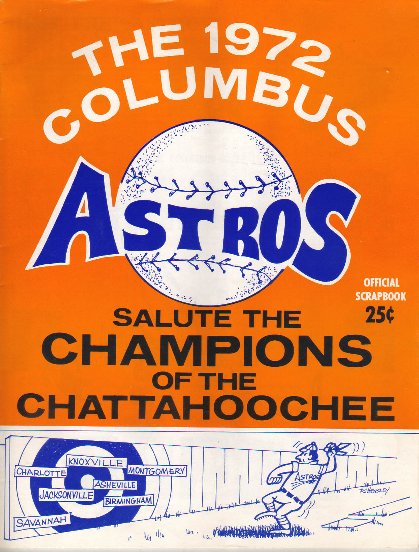 THE 1972
COLUMBUS
ASTROS
OFFICIAL
SCRAPBOOK
25¢
SALUTE THE
CHAMPIONS
OF THE
CHATTAHOOCHEE
KNOXVILLE
CHARLOTTE
MONTGOMERY
ASHEVILLE
JACKSONVILLE
BIRMINGHAM
SAVANNAH
ASTROS